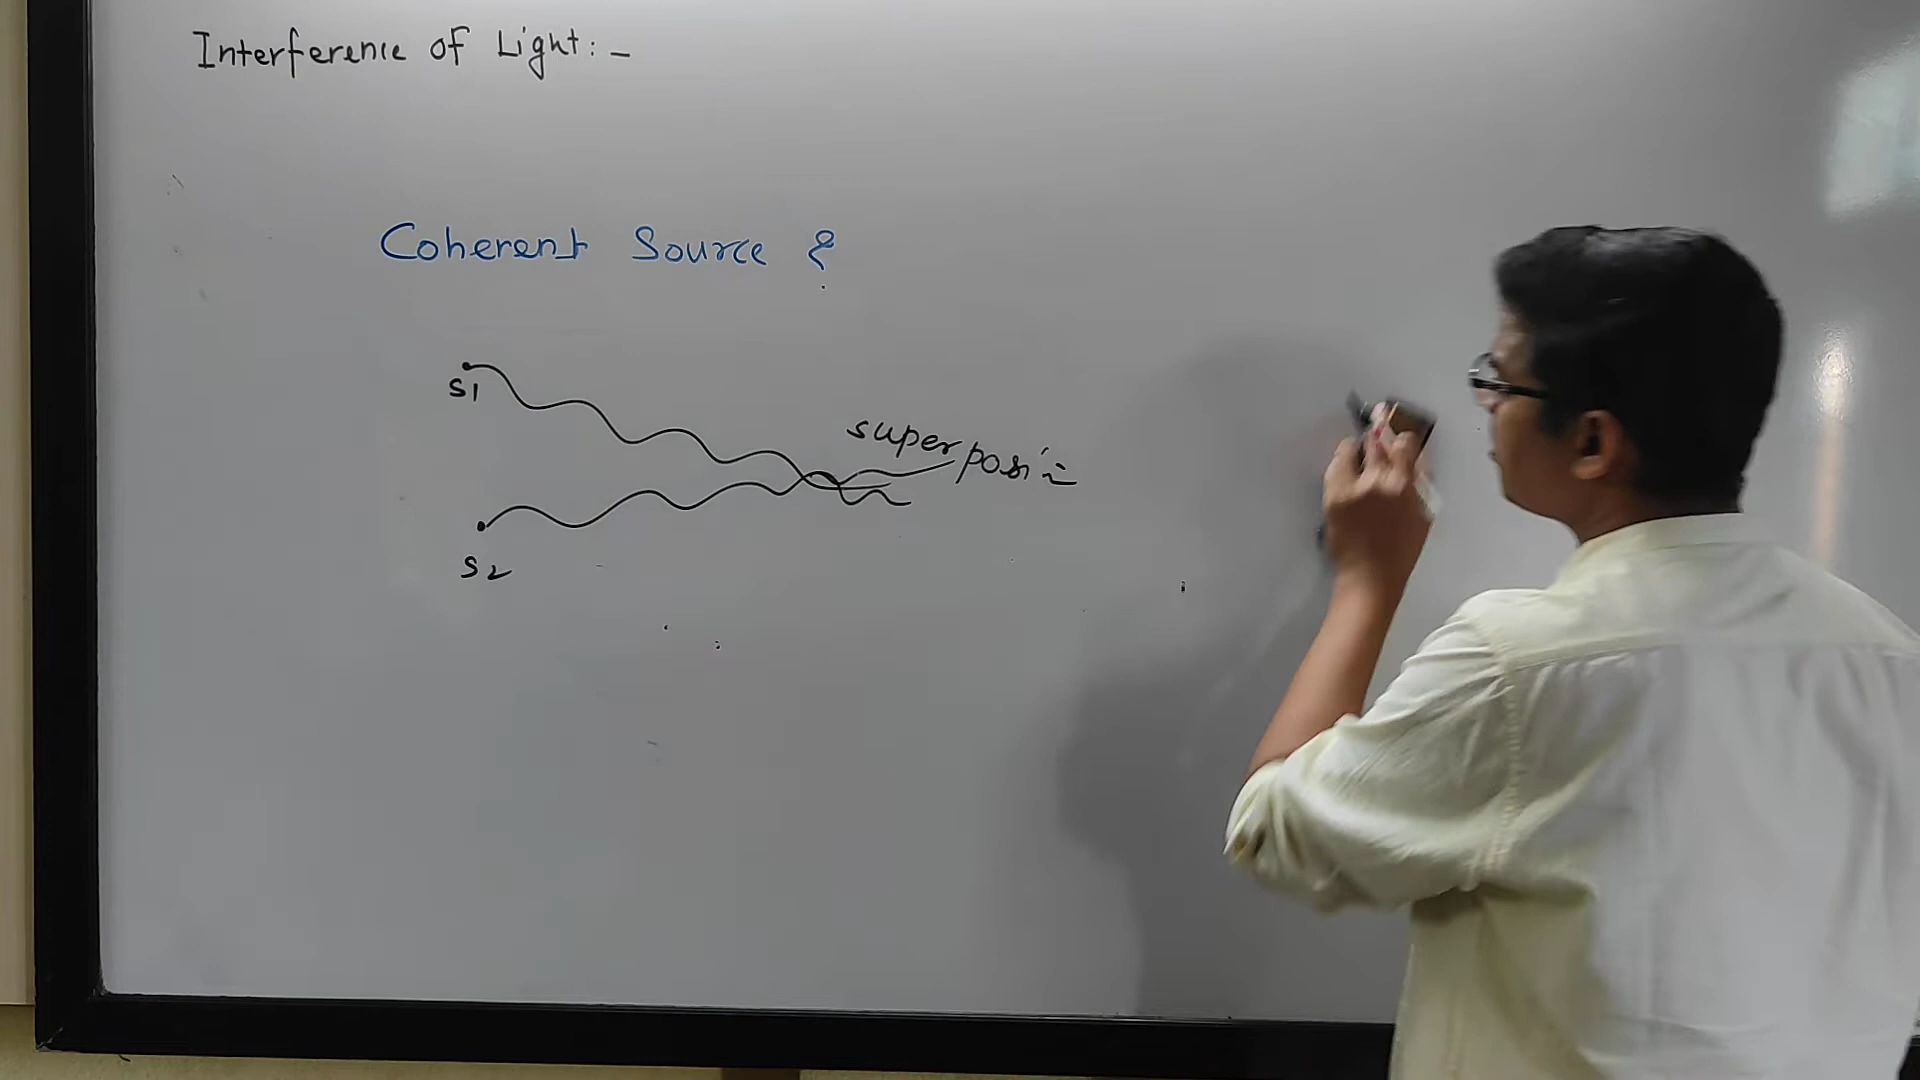 Interference of Light:-
Coherent Source ?
S1
superposi
S2